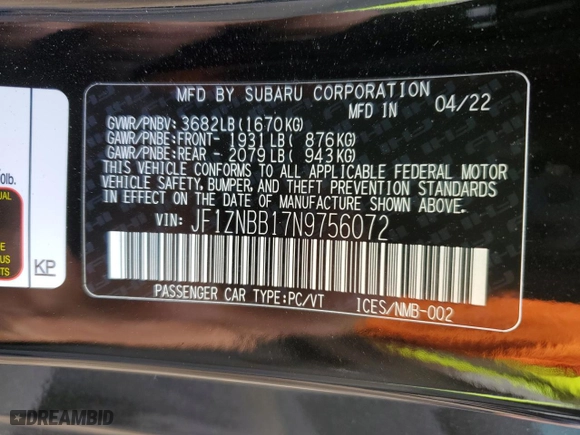 MFD BY SUBARU CORPORATION
MFD IN 04/22
GVWR/PNBV: 3682LB(1670KG)
GAWR/PNBE:FRONT- 1931LB( 876KG)
GAWR/PNBE:REAR - 2079LB( 943KG)
THIS VEHICLE CONFORMS TO ALL APPLICABLE FEDERAL MOTOR
VEHICLE SAFETY, BUMPER, AND THEFT PREVENTION STANDARDS
IN EFFECT ON THE DATE OF MANUFACTURE SHOWN ABOVE.
VIN: JF1ZNBB17N9756072
PASSENGER CAR TYPE:PC/VT ICES/NMB-002
0lb.
KP
DREAMBID